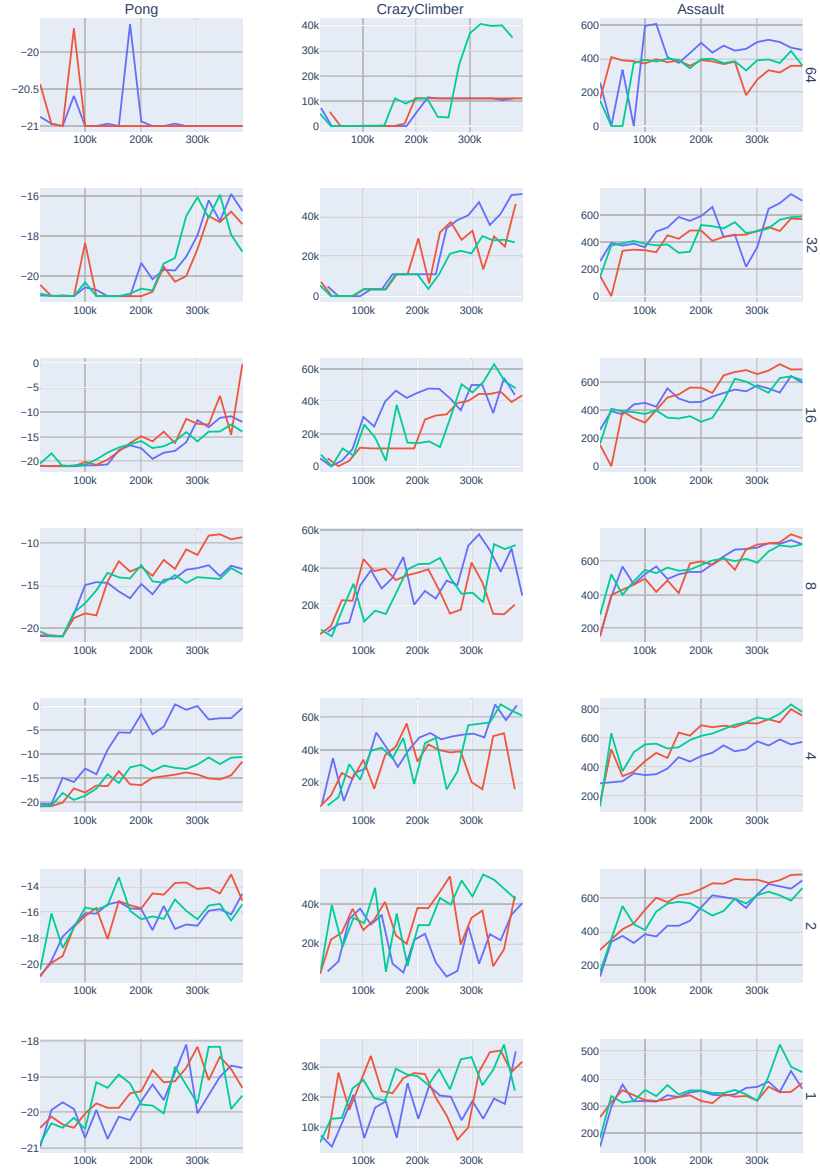 Pong CrazyClimber Assault
−20 −20.5 −21 100k 200k 300k
40k 30k 20k 10k 0 100k 200k 300k
600 400 200 0 100k 200k 300k
64
−16 −18 −20 100k 200k 300k
40k 20k 0 100k 200k 300k
600 400 200 0 100k 200k 300k
32
0 −5 −10 −15 −20 100k 200k 300k
60k 40k 20k 0 100k 200k 300k
600 400 200 0 100k 200k 300k
16
−10 −15 −20 100k 200k 300k
60k 40k 20k 100k 200k 300k
600 400 200 100k 200k 300k
8
0 −5 −10 −15 −20 100k 200k 300k
60k 40k 20k 100k 200k 300k
800 600 400 200 100k 200k 300k
4
−14 −16 −18 −20 100k 200k 300k
40k 20k 100k 200k 300k
600 400 200 100k 200k 300k
2
−18 −19 −20 −21 100k 200k 300k
30k 20k 10k 100k 200k 300k
500 400 300 200 100k 200k 300k
1